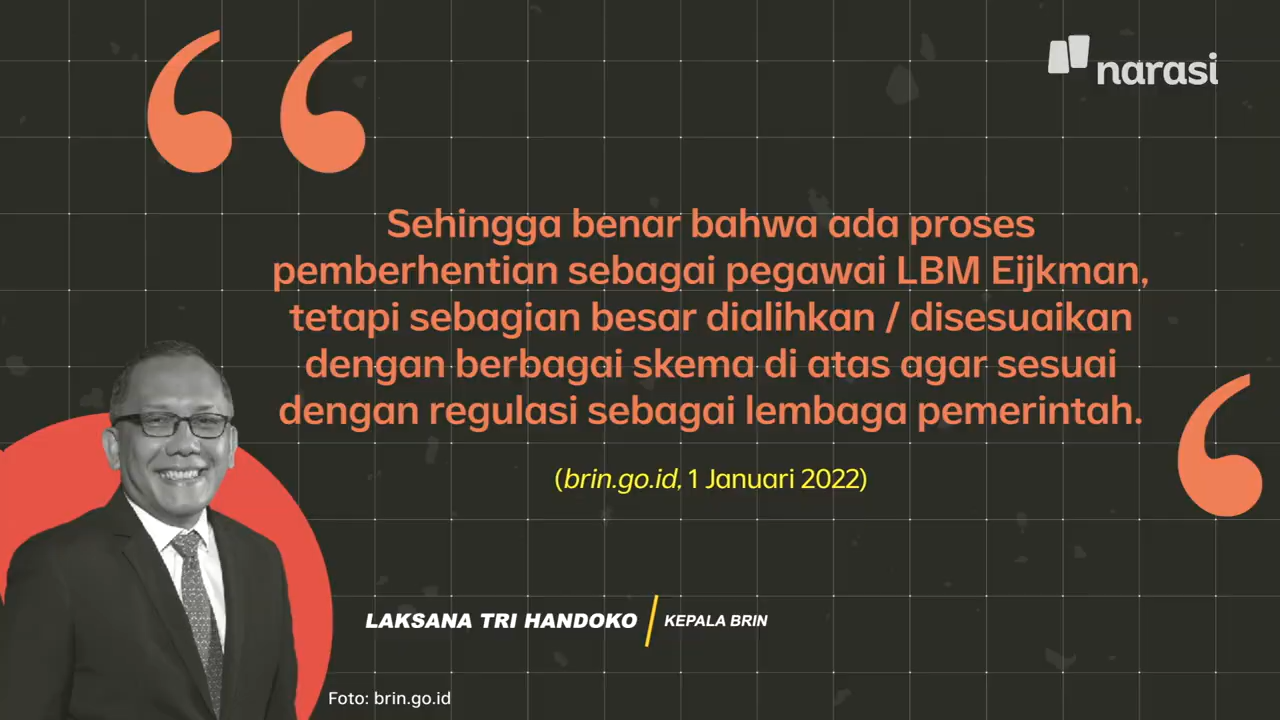 narasi
Sehingga benar bahwa ada proses
pemberhentian sebagai pegawai LBM Eijkman,
tetapi sebagian besar dialihkan / disesuaikan
dengan berbagai skema di atas agar sesuai
dengan regulasi sebagai lembaga pemerintah.
(brin.go.id, 1 Januari 2022)
LAKSANA TRI HANDOKO / KEPALA BRIN
Foto: brin.go.id